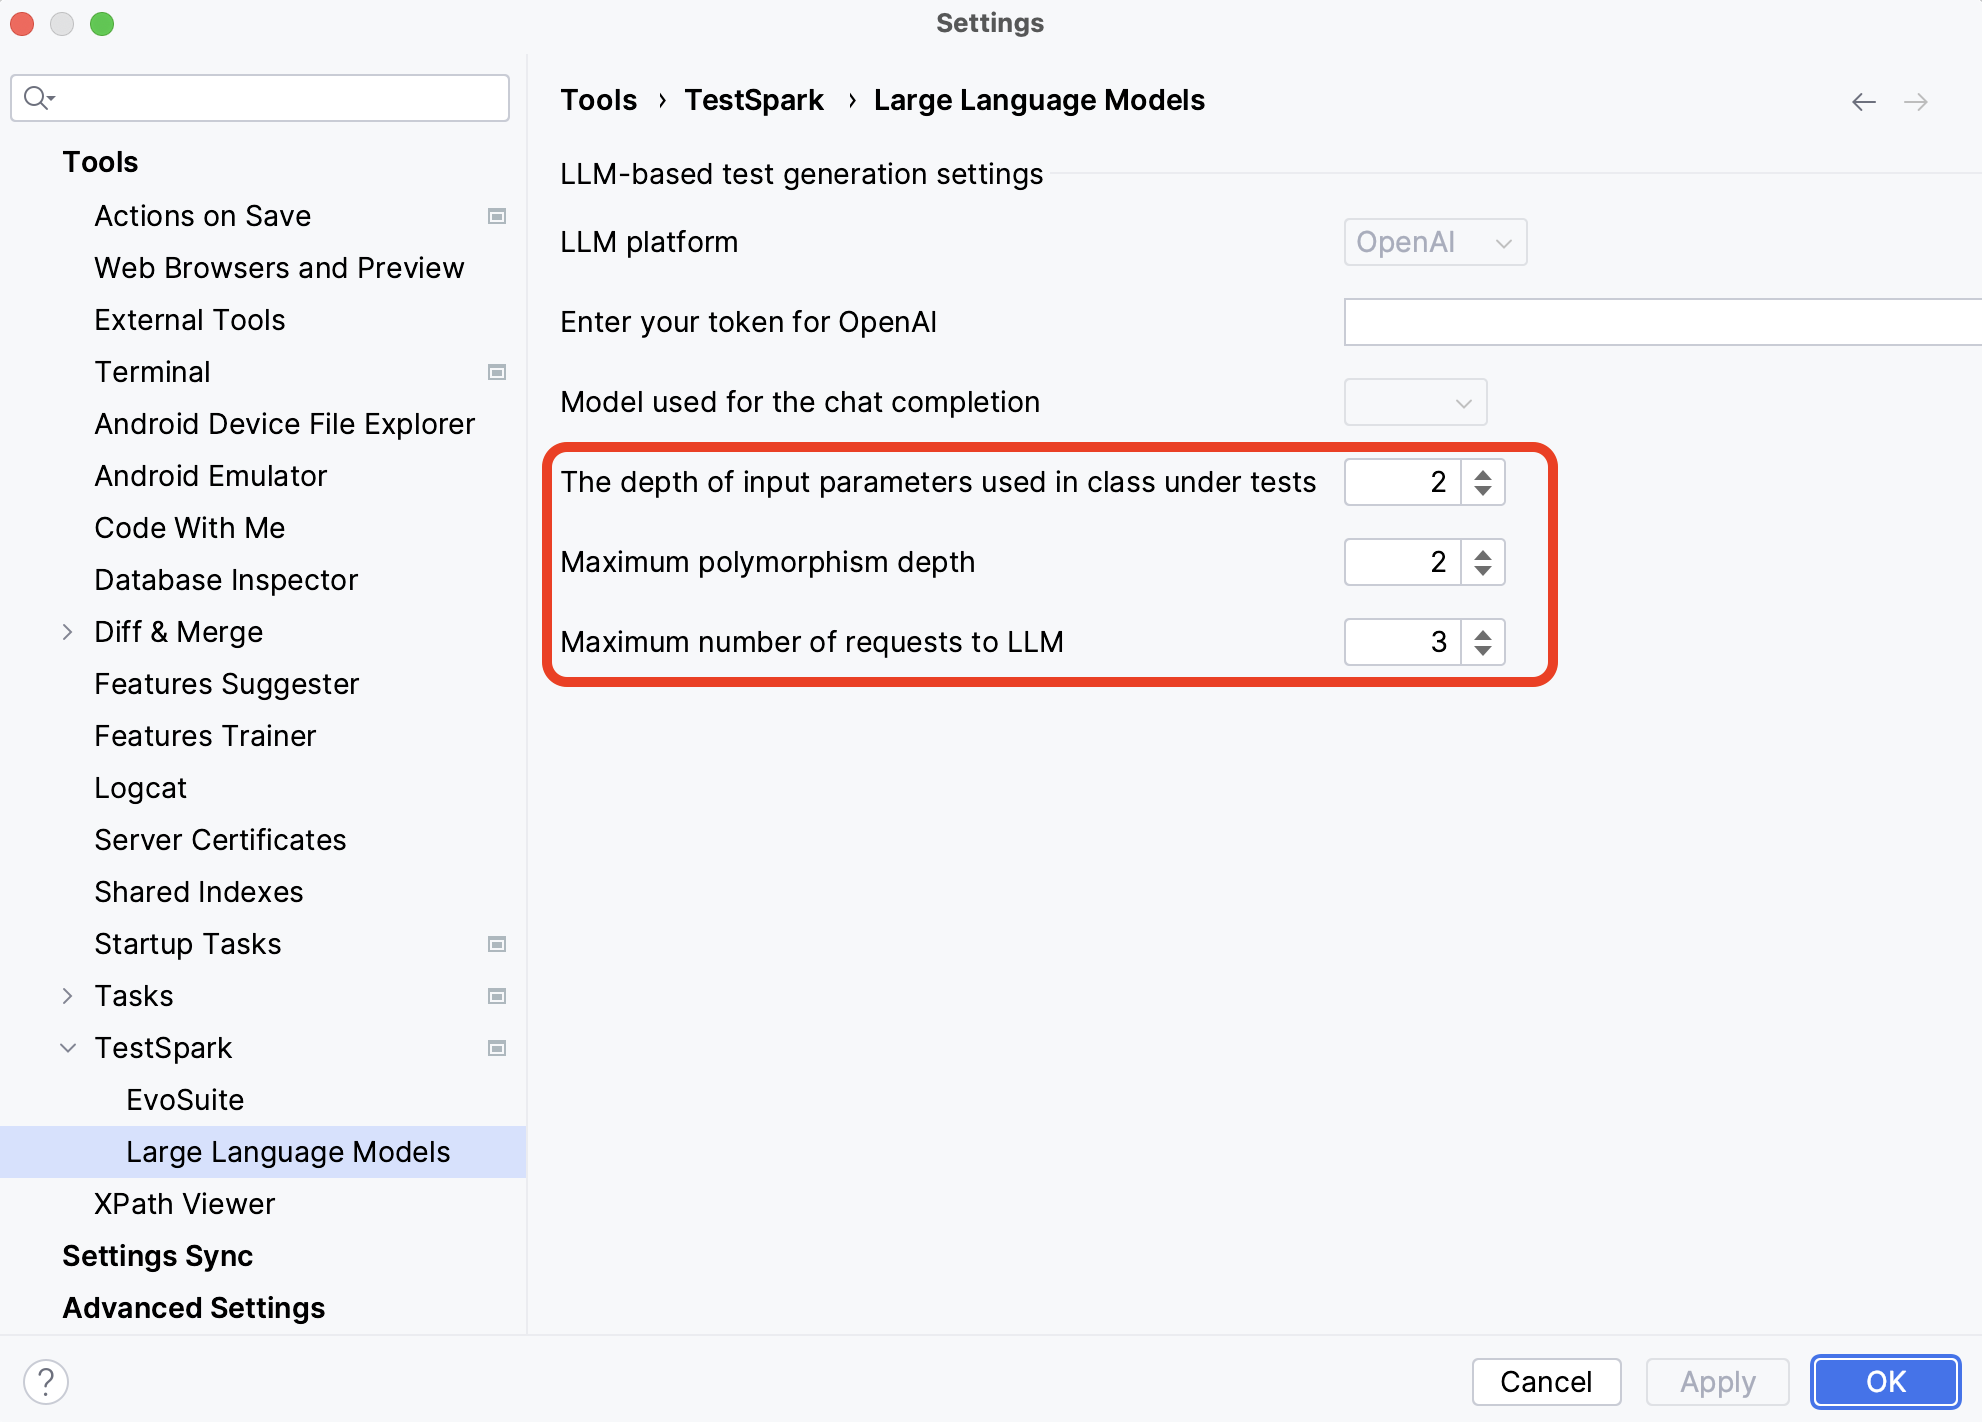 Settings
Tools
Actions on Save
Web Browsers and Preview
External Tools
Terminal
Android Device File Explorer
Android Emulator
Code With Me
Database Inspector
Diff & Merge
Features Suggester
Features Trainer
Logcat
Server Certificates
Shared Indexes
Startup Tasks
Tasks
TestSpark
EvoSuite
Large Language Models
XPath Viewer
Settings Sync
Advanced Settings
Tools › TestSpark › Large Language Models
LLM-based test generation settings
LLM platform OpenAI
Enter your token for OpenAI
Model used for the chat completion
The depth of input parameters used in class under tests 2
Maximum polymorphism depth 2
Maximum number of requests to LLM 3
? Cancel Apply OK